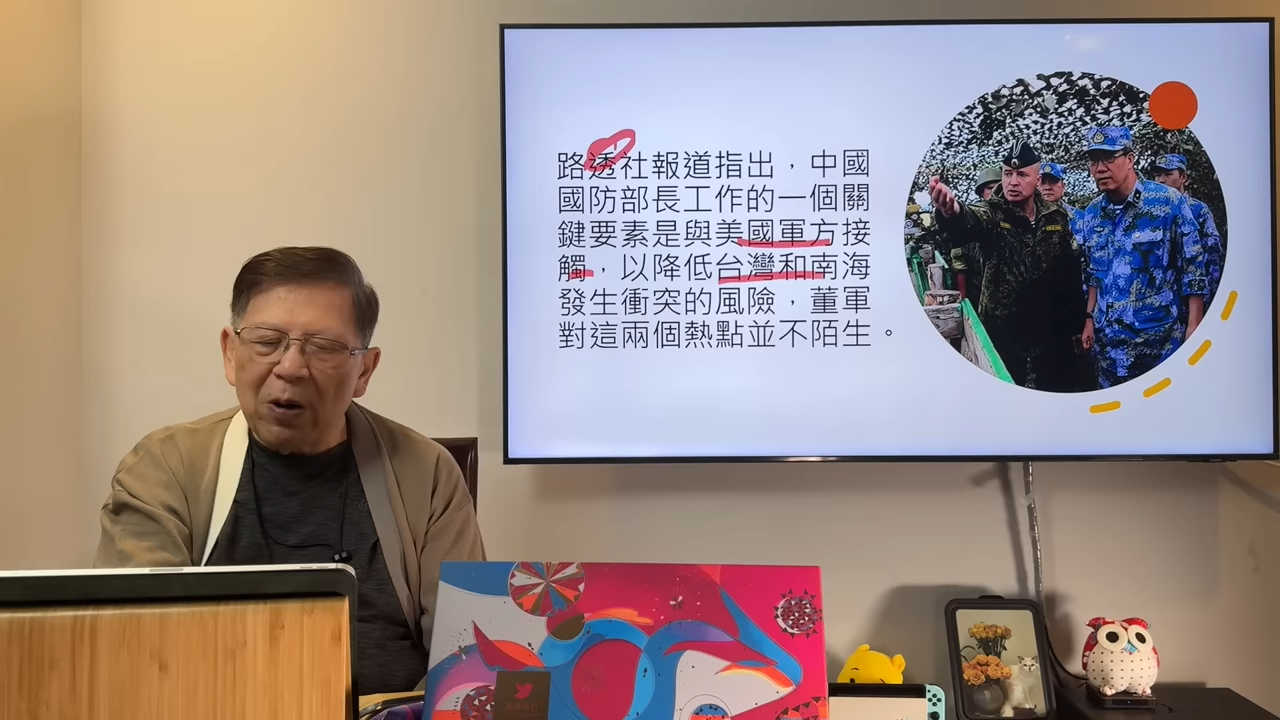 路透社報道指出，中國
國防部長工作的一個關
鍵要素是與美國軍方接
觸，以降低台灣和南海
發生衝突的風險，董軍
對這兩個熱點並不陌生。